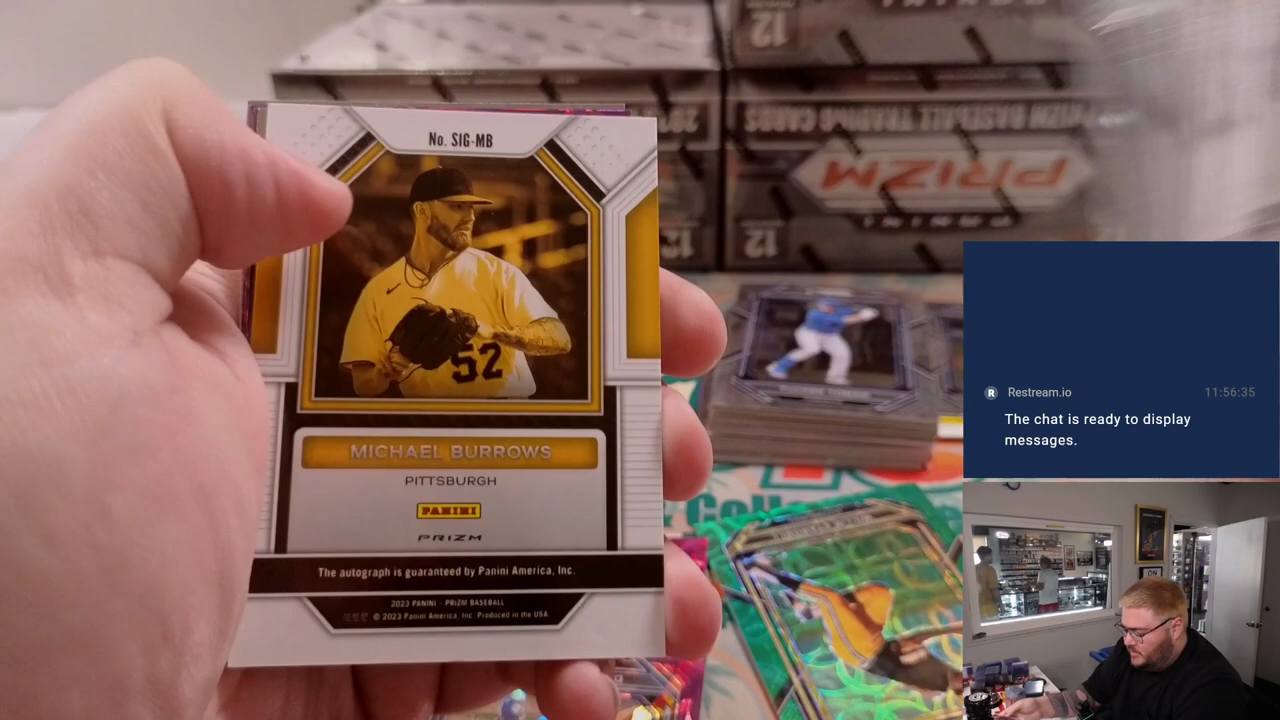 No. SIG-MB
52
MICHAEL BURROWS
PITTSBURGH
PANINI
PRIZM
The autograph is guaranteed by Panini America, Inc.
2023 PANINI - PRIZM BASEBALL
© 2023 Panini America, Inc. Produced in the USA.
12
PRIZM BASEBALL TRADING CARDS
PRIZM
PANINI
12
12
R Restream.io 11:56:35
The chat is ready to display
messages.
ON